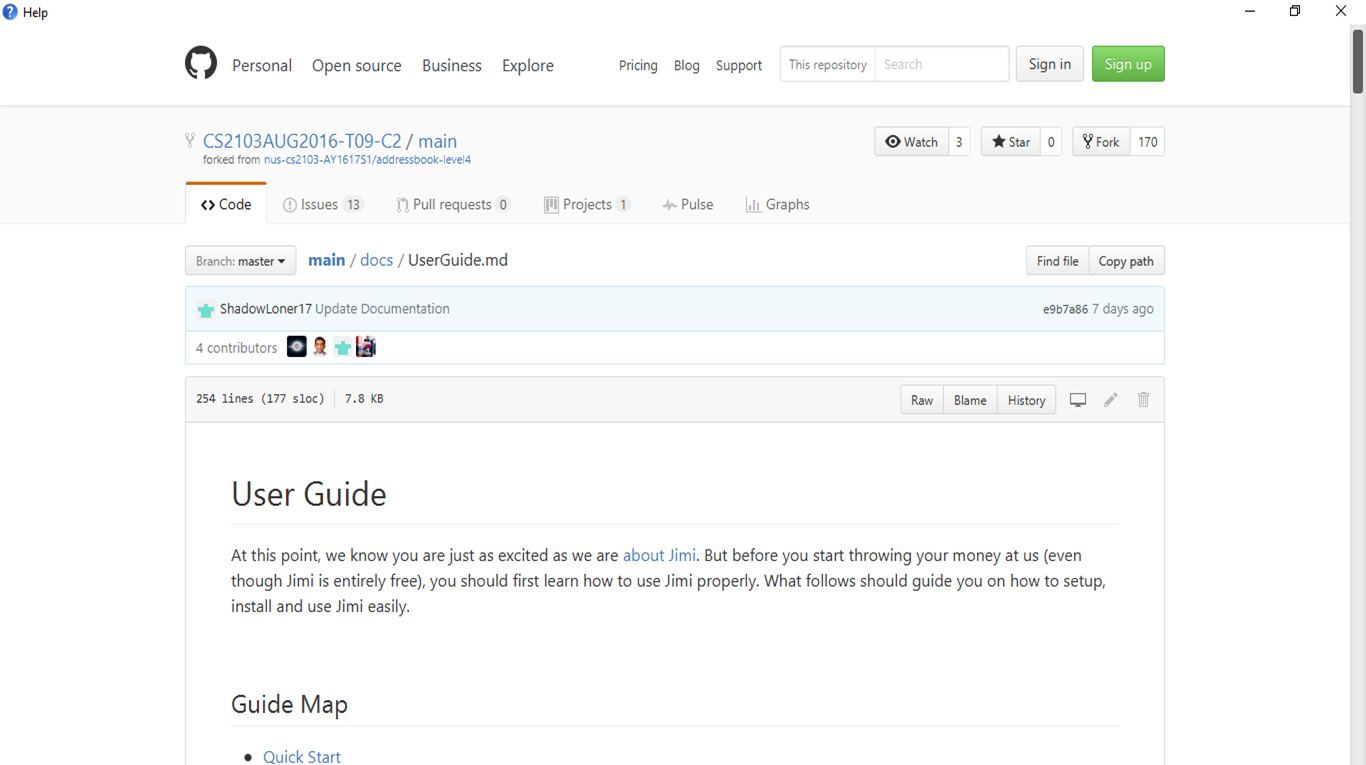 Help
Personal Open source Business Explore Pricing Blog Support This repository Search Sign in Sign up
CS2103AUG2016-T09-C2 / main Watch 3 Star 0 Fork 170
forked from nus-cs2103-AY1617S1/addressbook-level4
Code Issues 13 Pull requests 0 Projects 1 Pulse Graphs
Branch: master main / docs / UserGuide.md Find file Copy path
ShadowLoner17 Update Documentation e9b7a86 7 days ago
4 contributors
254 lines (177 sloc) 7.8 KB Raw Blame History
User Guide
At this point, we know you are just as excited as we are about Jimi. But before you start throwing your money at us (even
though Jimi is entirely free), you should first learn how to use Jimi properly. What follows should guide you on how to setup,
install and use Jimi easily.
Guide Map
Quick Start